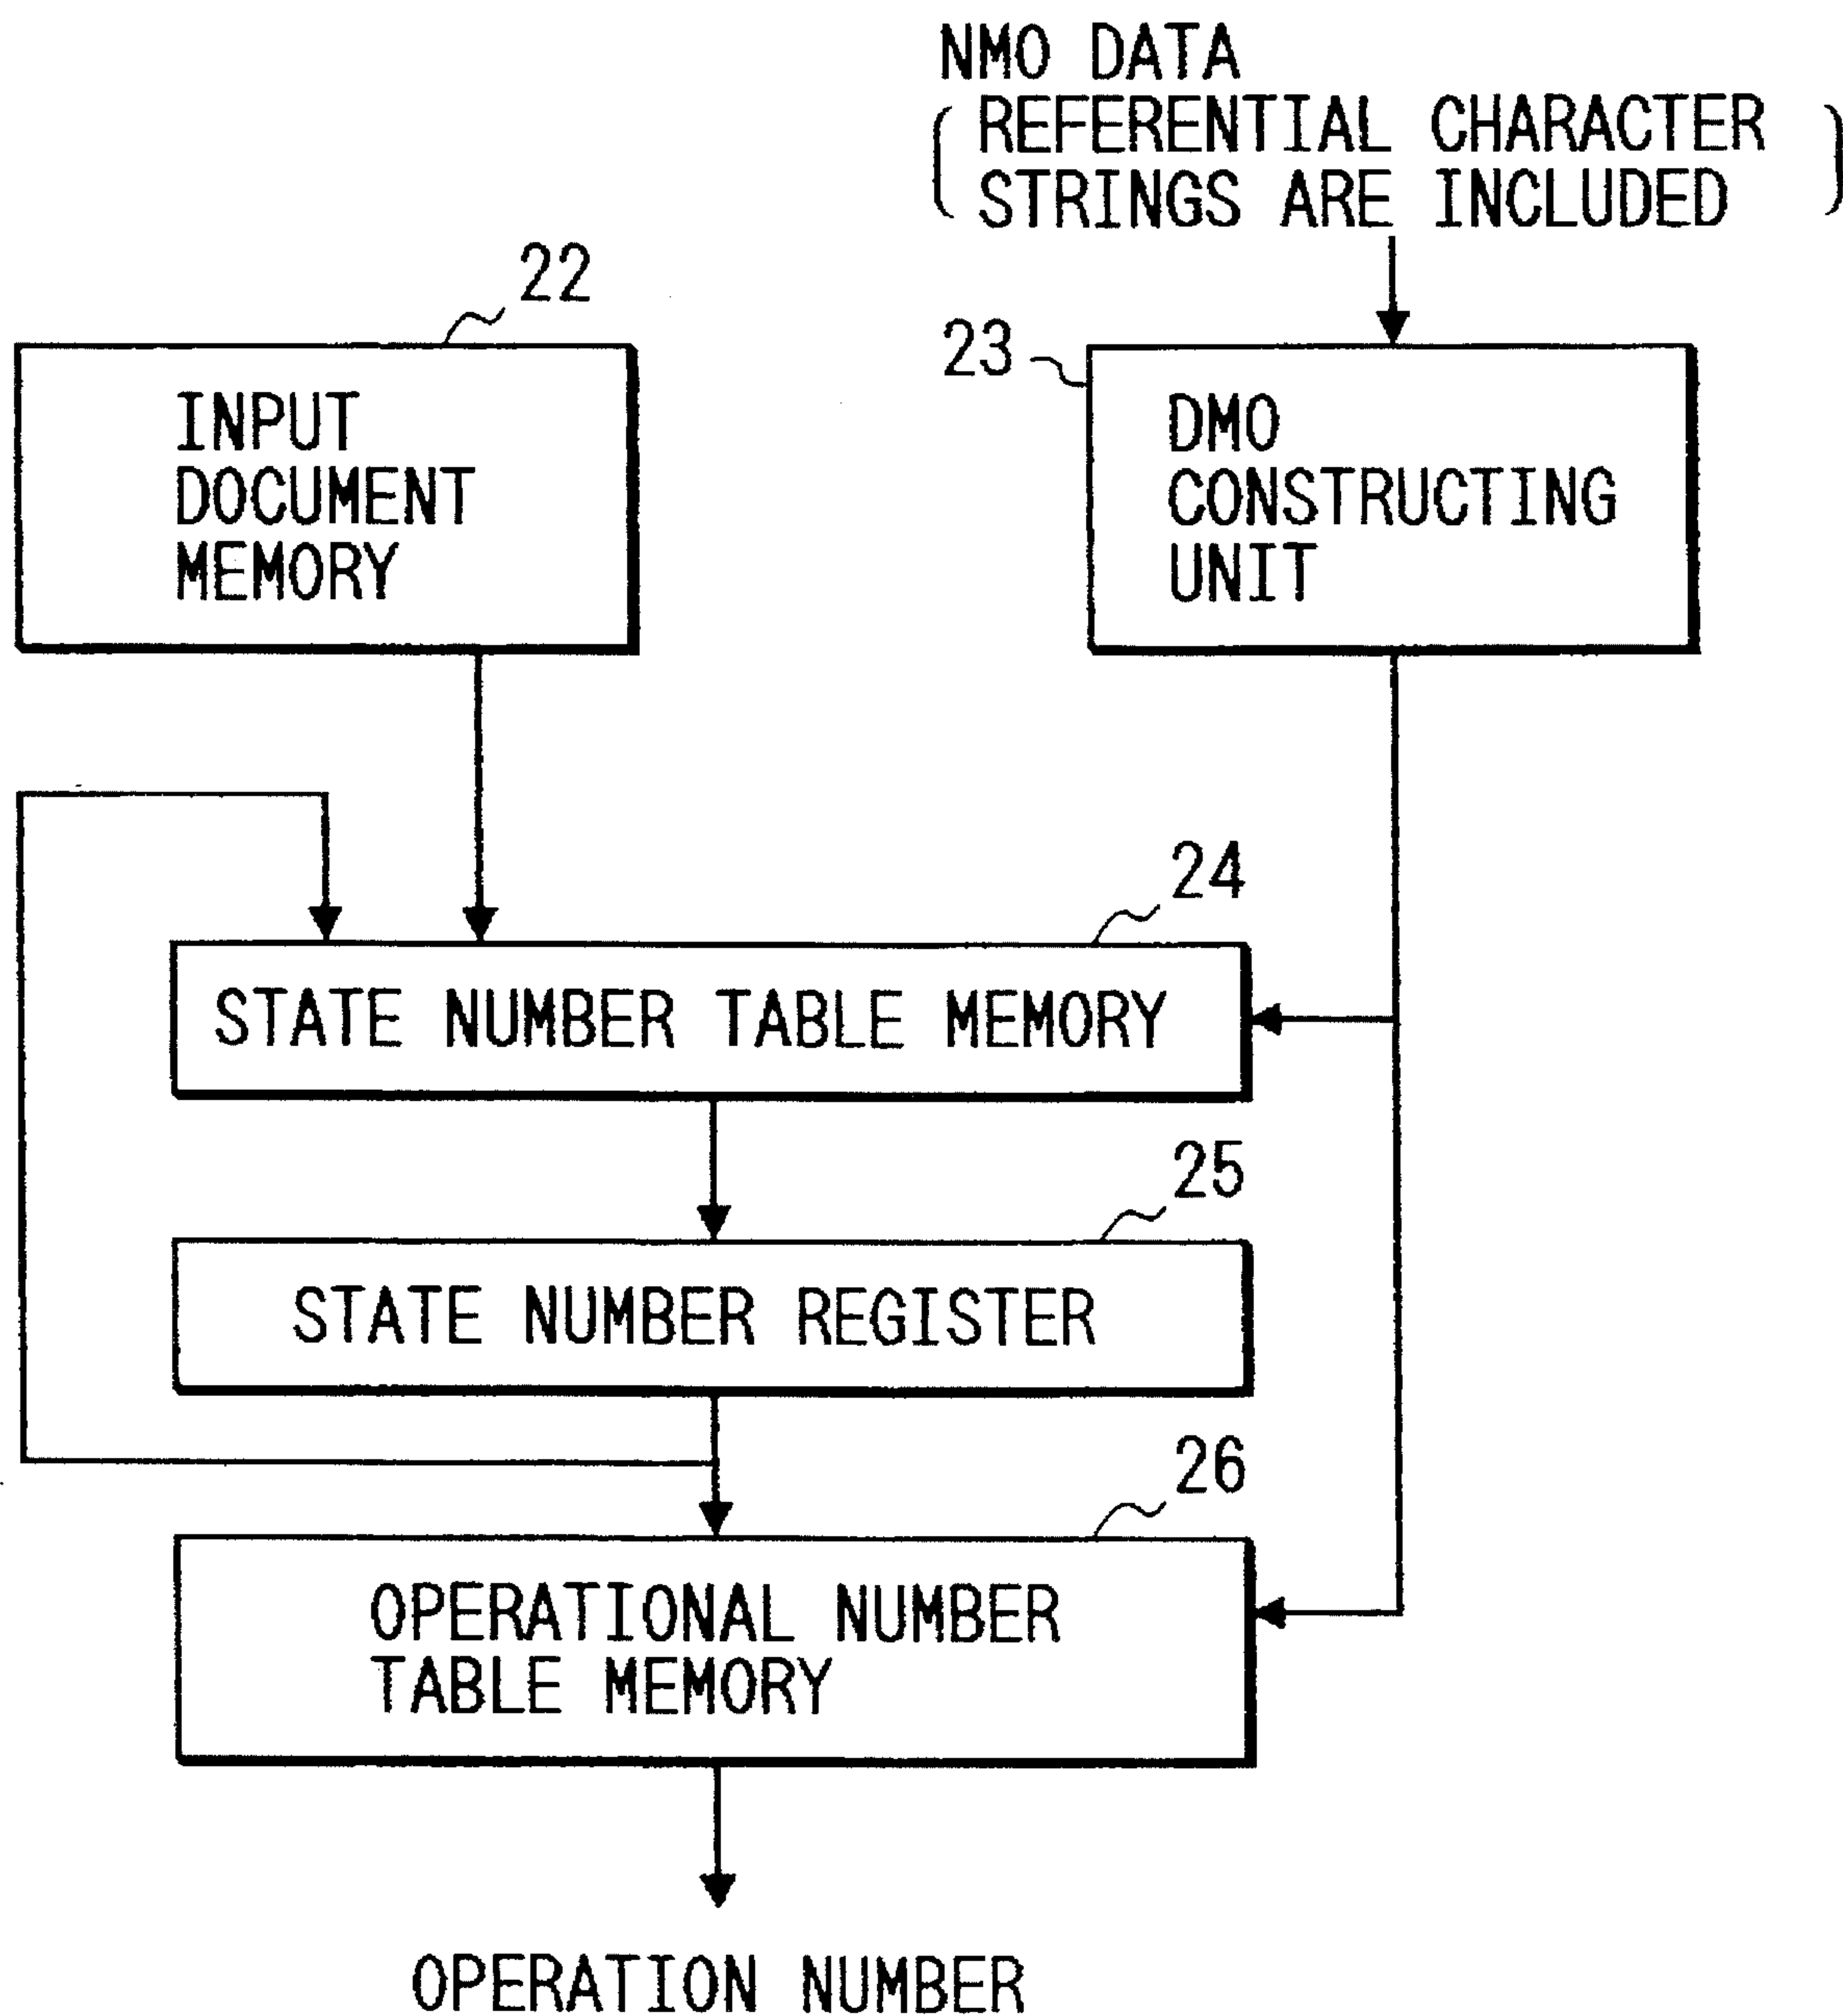 NMO DATA
( REFERENTIAL CHARACTER
STRINGS ARE INCLUDED )
22
23
INPUT
DOCUMENT
MEMORY
DMO
CONSTRUCTING
UNIT
24
STATE NUMBER TABLE MEMORY
25
STATE NUMBER REGISTER
26
OPERATIONAL NUMBER
TABLE MEMORY
OPERATION NUMBER